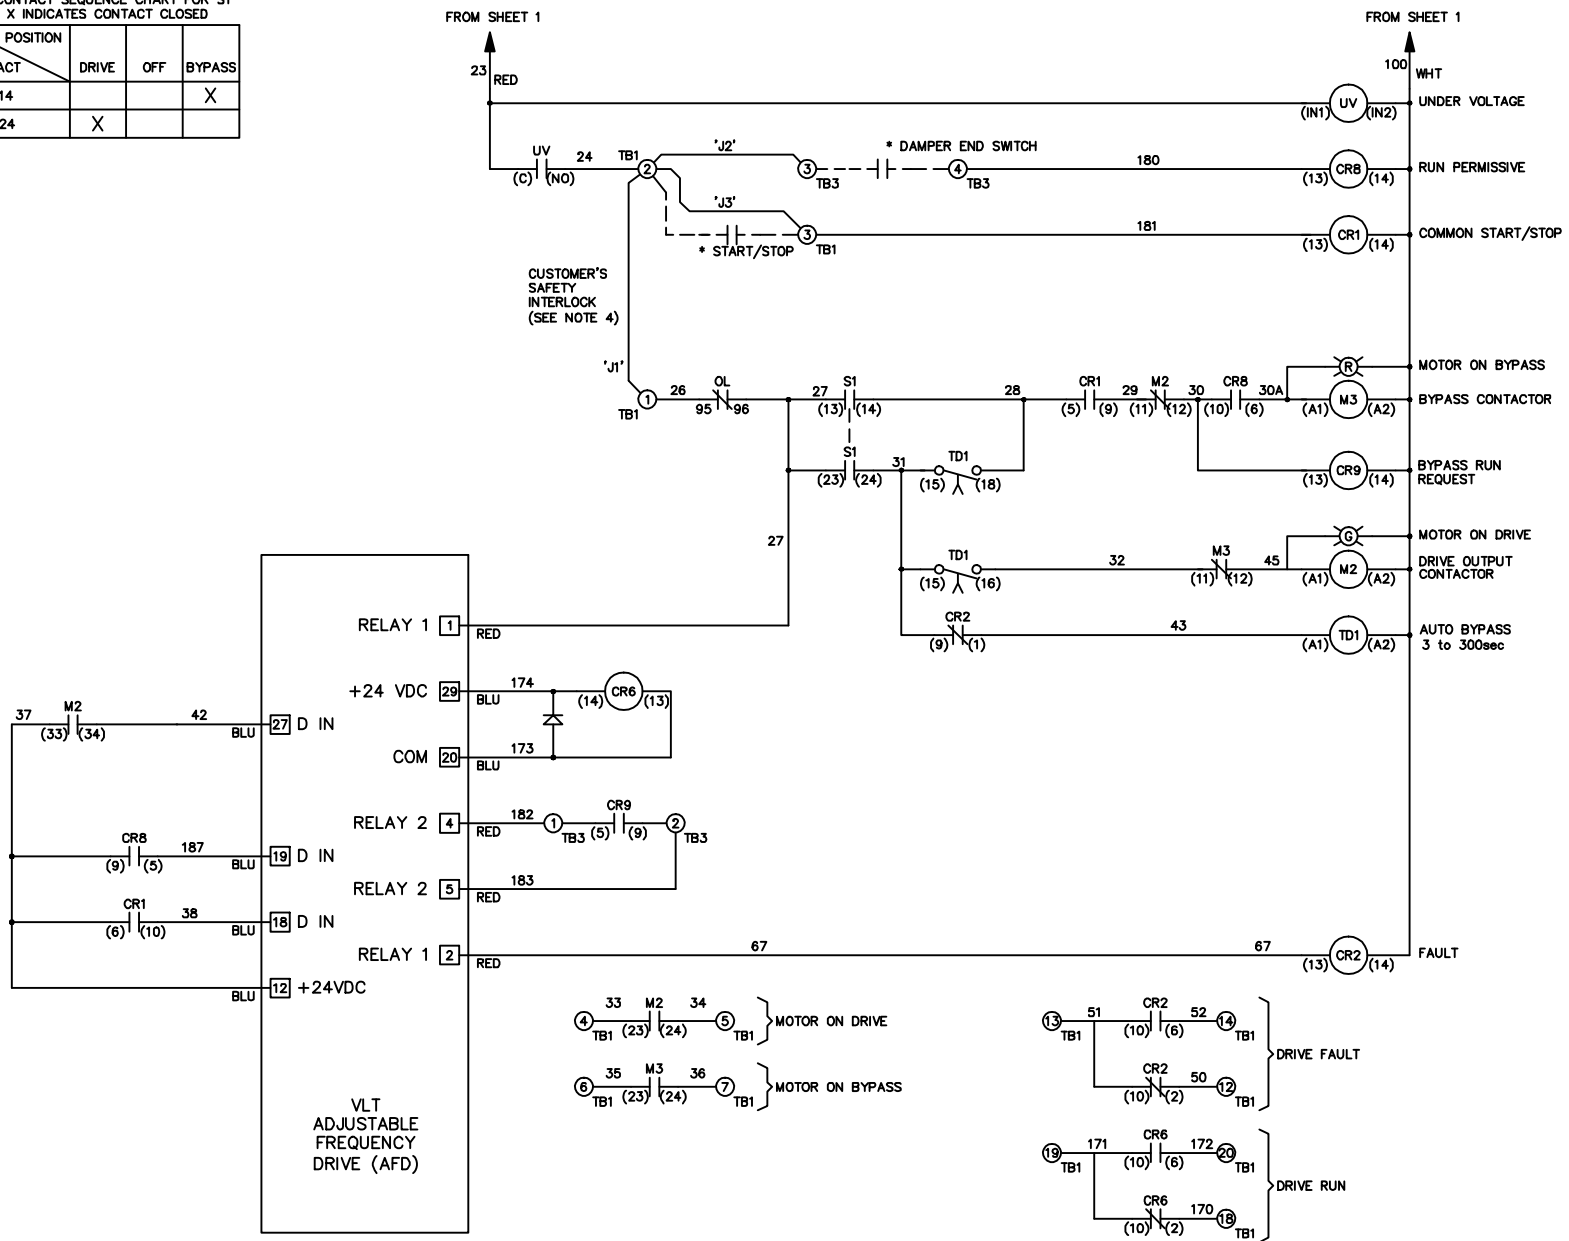 X INDICATES CONTACT CLOSED
POSITION
DRIVE OFF BYPASS
14 X
24 X
FROM SHEET 1
FROM SHEET 1
23 RED
100 WHT
(IN1) UV (IN2) UNDER VOLTAGE
UV
(C) (NO)
24
TB1
2
'J2'
3
TB3
* DAMPER END SWITCH
4
TB3
180
(13) CR8 (14) RUN PERMISSIVE
'J3'
* START/STOP
3
TB1
181
(13) CR1 (14) COMMON START/STOP
CUSTOMER'S
SAFETY
INTERLOCK
(SEE NOTE 4)
'J1'
1
TB1
26
OL
95 96
27
S1
(13) (14)
28
CR1
(5) (9)
29
M2
(11) (12)
30
CR8
(10) (6)
30A
R MOTOR ON BYPASS
(A1) M3 (A2) BYPASS CONTACTOR
S1
(23) (24)
31
TD1
(15) (18)
(13) CR9 (14) BYPASS RUN
REQUEST
27
TD1
(15) (16)
32
M3
(11) (12)
45
G MOTOR ON DRIVE
(A1) M2 (A2) DRIVE OUTPUT
CONTACTOR
CR2
(9) (1)
43
(A1) TD1 (A2) AUTO BYPASS
3 to 300sec
RELAY 1 1 RED
+24 VDC 29 BLU 174
(14) CR6 (13)
COM 20 BLU 173
37
M2
(33) (34)
42
BLU 27 D IN
RELAY 2 4 RED 182
1
TB3
CR9
(5) (9)
2
TB3
CR8
(9) (5)
187
BLU 19 D IN
RELAY 2 5 RED 183
CR1
(6) (10)
38
BLU 18 D IN
RELAY 1 2 RED
67
67
(13) CR2 (14) FAULT
BLU 12 +24VDC
4
TB1
33
M2
(23) (24)
34
5
TB1
MOTOR ON DRIVE
6
TB1
35
M3
(23) (24)
36
7
TB1
MOTOR ON BYPASS
13
TB1
51
CR2
(10) (6)
52
14
TB1
CR2
(10) (2)
50
12
TB1
DRIVE FAULT
19
TB1
171
CR6
(10) (6)
172
20
TB1
CR6
(10) (2)
170
18
TB1
DRIVE RUN
VLT
ADJUSTABLE
FREQUENCY
DRIVE (AFD)